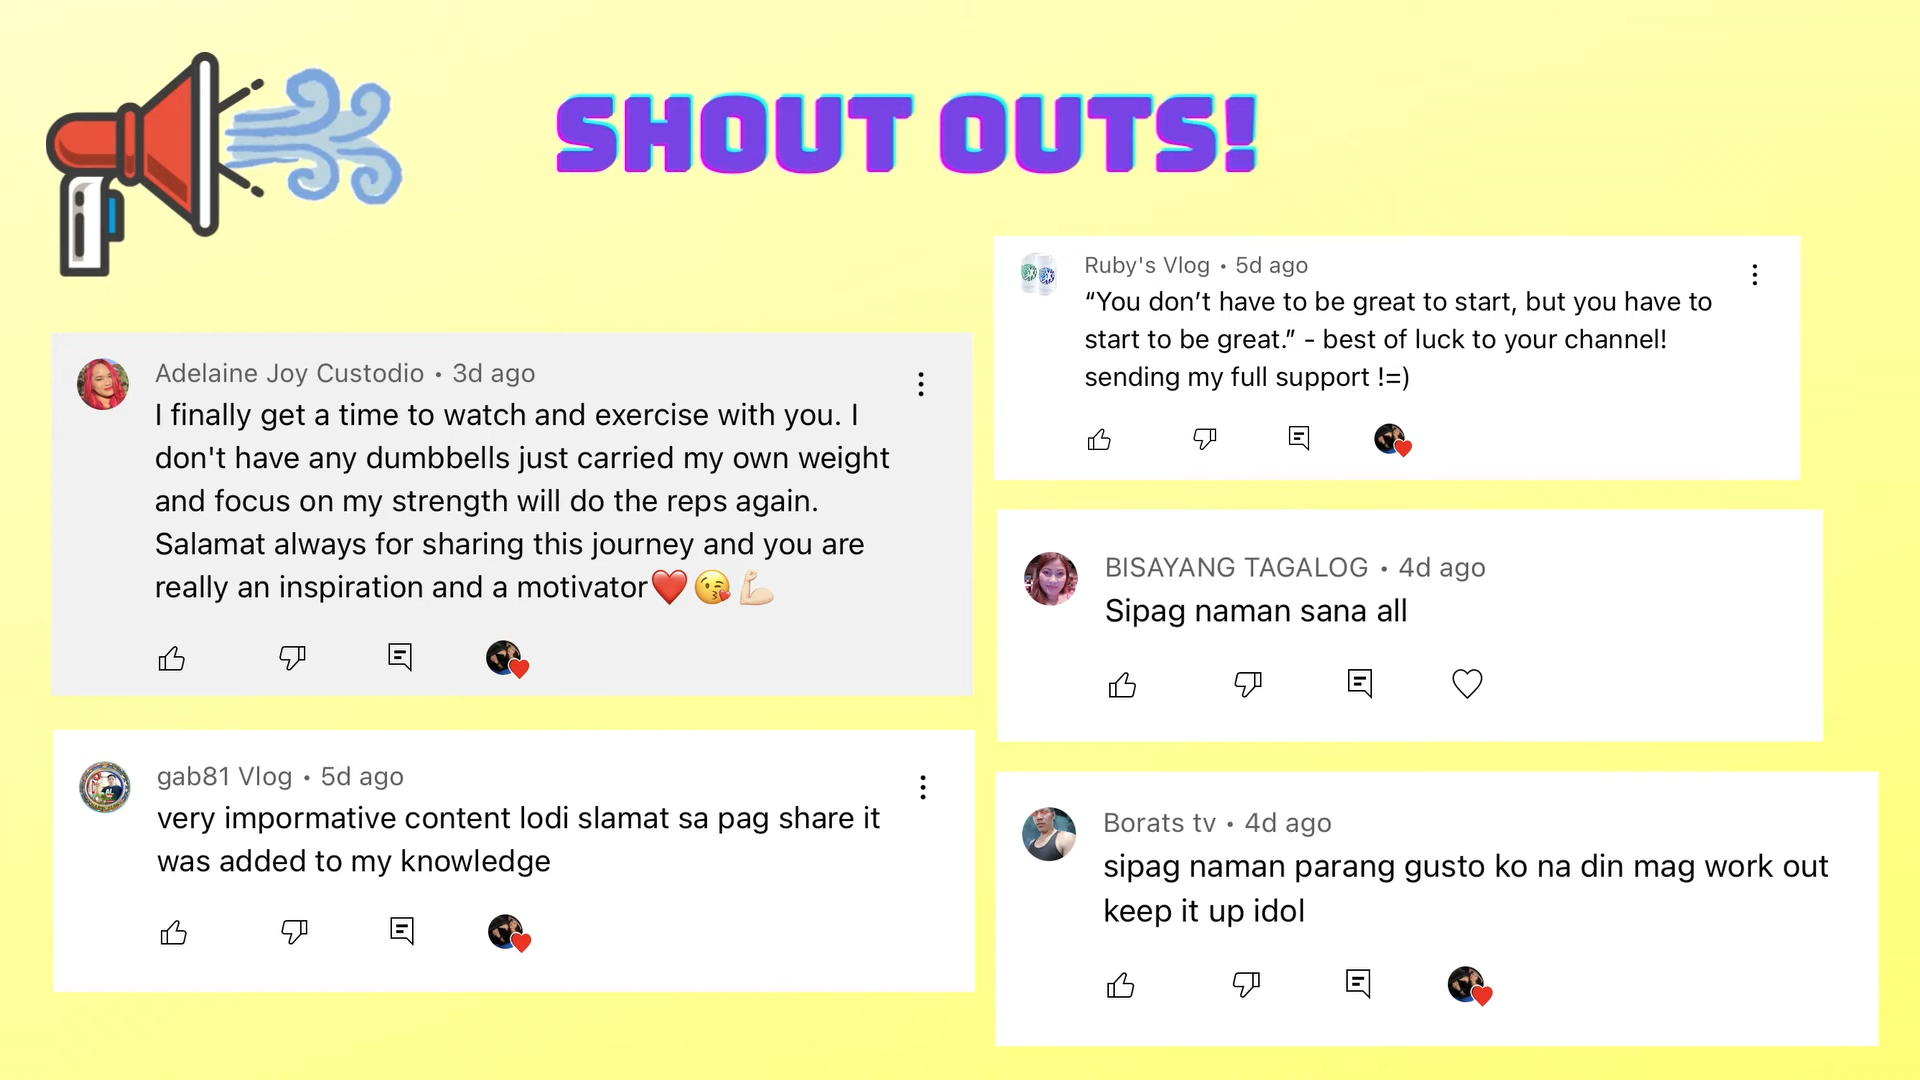 SHOUT OUTS!
Adelaine Joy Custodio • 3d ago
I finally get a time to watch and exercise with you. I
don't have any dumbbells just carried my own weight
and focus on my strength will do the reps again.
Salamat always for sharing this journey and you are
really an inspiration and a motivator❤️😘💪🏻
gab81 Vlog • 5d ago
very impormative content lodi slamat sa pag share it
was added to my knowledge
Ruby's Vlog • 5d ago
“You don’t have to be great to start, but you have to
start to be great.” - best of luck to your channel!
sending my full support !=)
BISAYANG TAGALOG • 4d ago
Sipag naman sana all
Borats tv • 4d ago
sipag naman parang gusto ko na din mag work out
keep it up idol